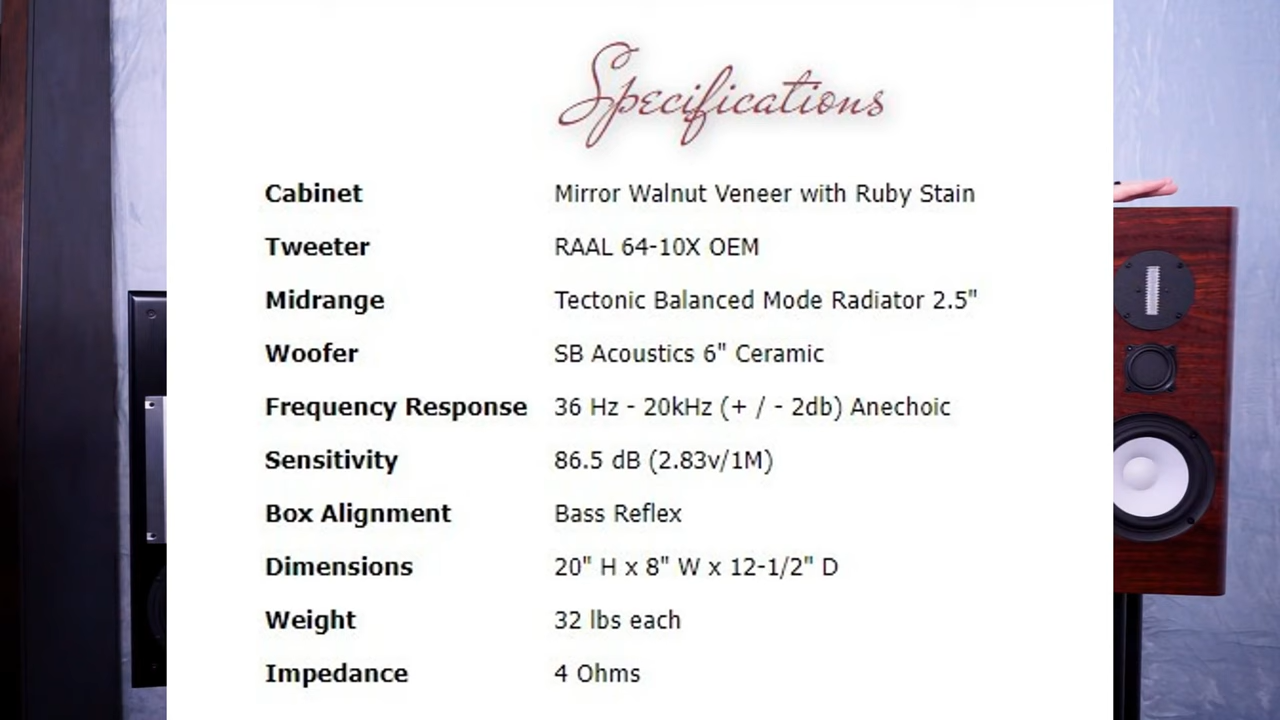 Specifications
Cabinet Mirror Walnut Veneer with Ruby Stain
Tweeter RAAL 64-10X OEM
Midrange Tectonic Balanced Mode Radiator 2.5"
Woofer SB Acoustics 6" Ceramic
Frequency Response 36 Hz - 20kHz (+ / - 2db) Anechoic
Sensitivity 86.5 dB (2.83v/1M)
Box Alignment Bass Reflex
Dimensions 20" H x 8" W x 12-1/2" D
Weight 32 lbs each
Impedance 4 Ohms